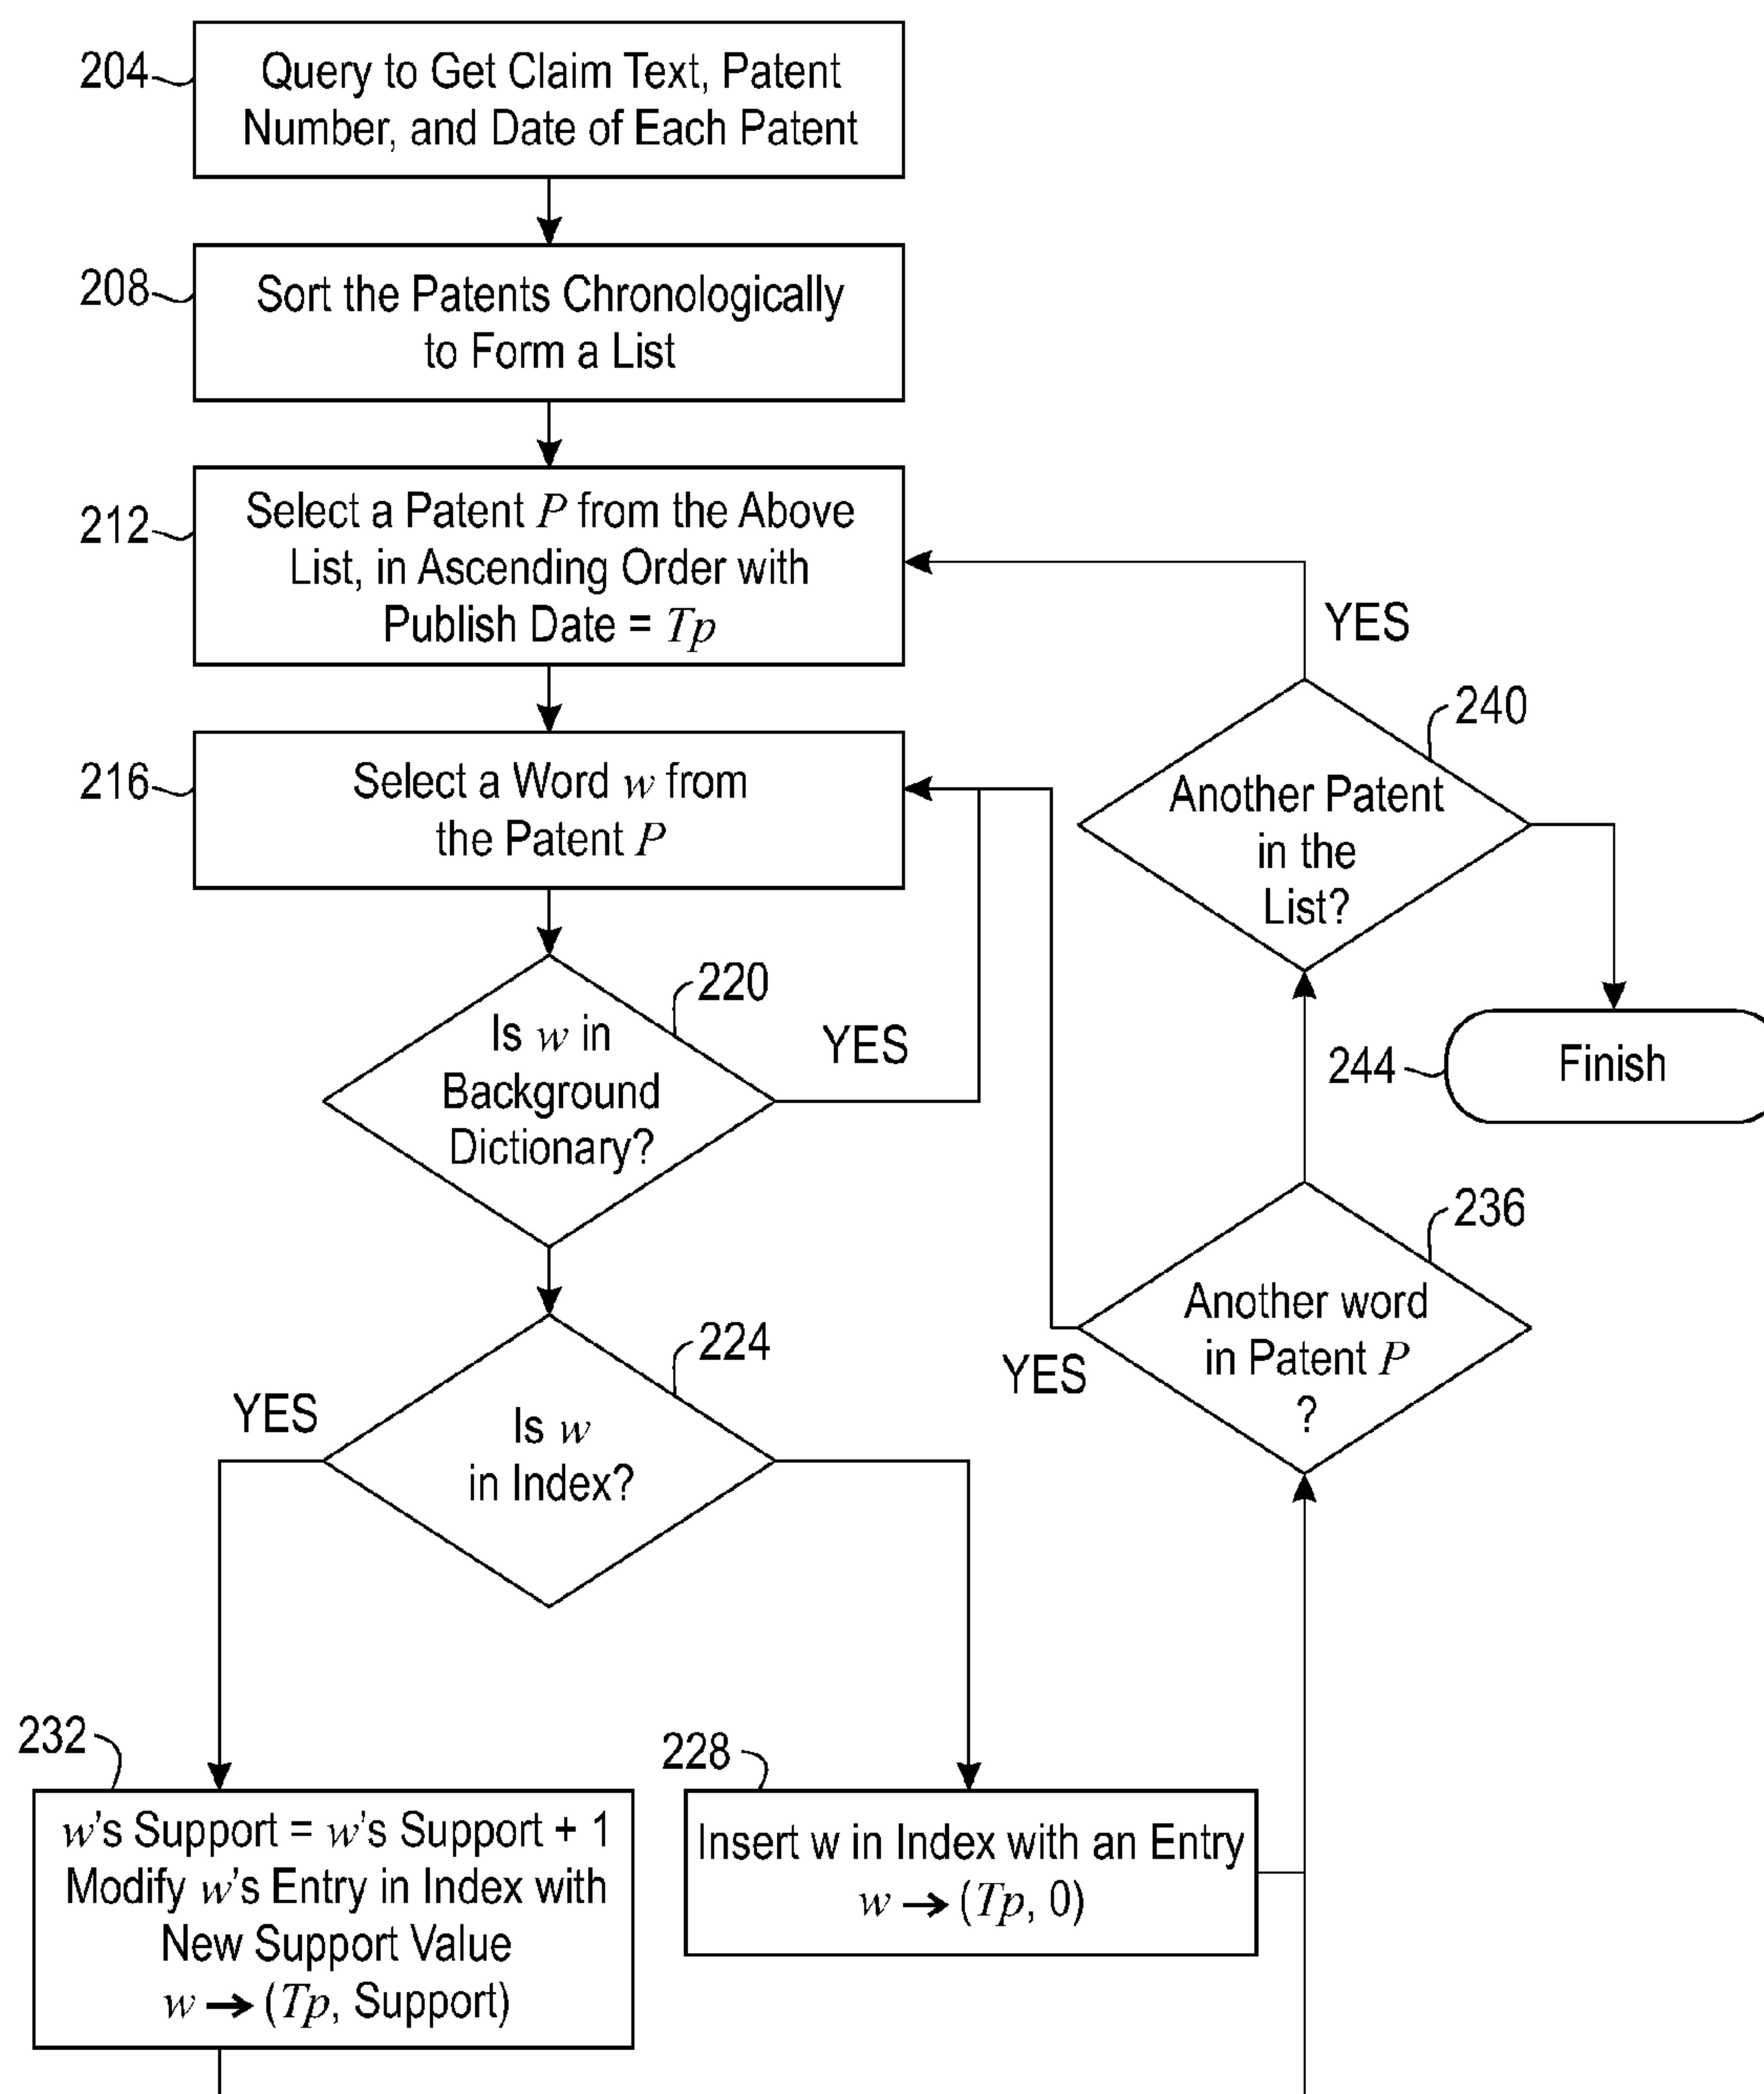 204
Query to Get Claim Text, Patent
Number, and Date of Each Patent
208
Sort the Patents Chronologically
to Form a List
212
Select a Patent P from the Above
List, in Ascending Order with
Publish Date = Tp
YES
240
216
Select a Word w from
the Patent P
Another Patent
in the
List?
220
Is w in
Background
Dictionary?
YES
244
Finish
236
Another word
in Patent P
?
YES
224
YES
Is w
in Index?
232
w's Support = w's Support + 1
Modify w's Entry in Index with
New Support Value
w → (Tp, Support)
228
Insert w in Index with an Entry
w → (Tp, 0)